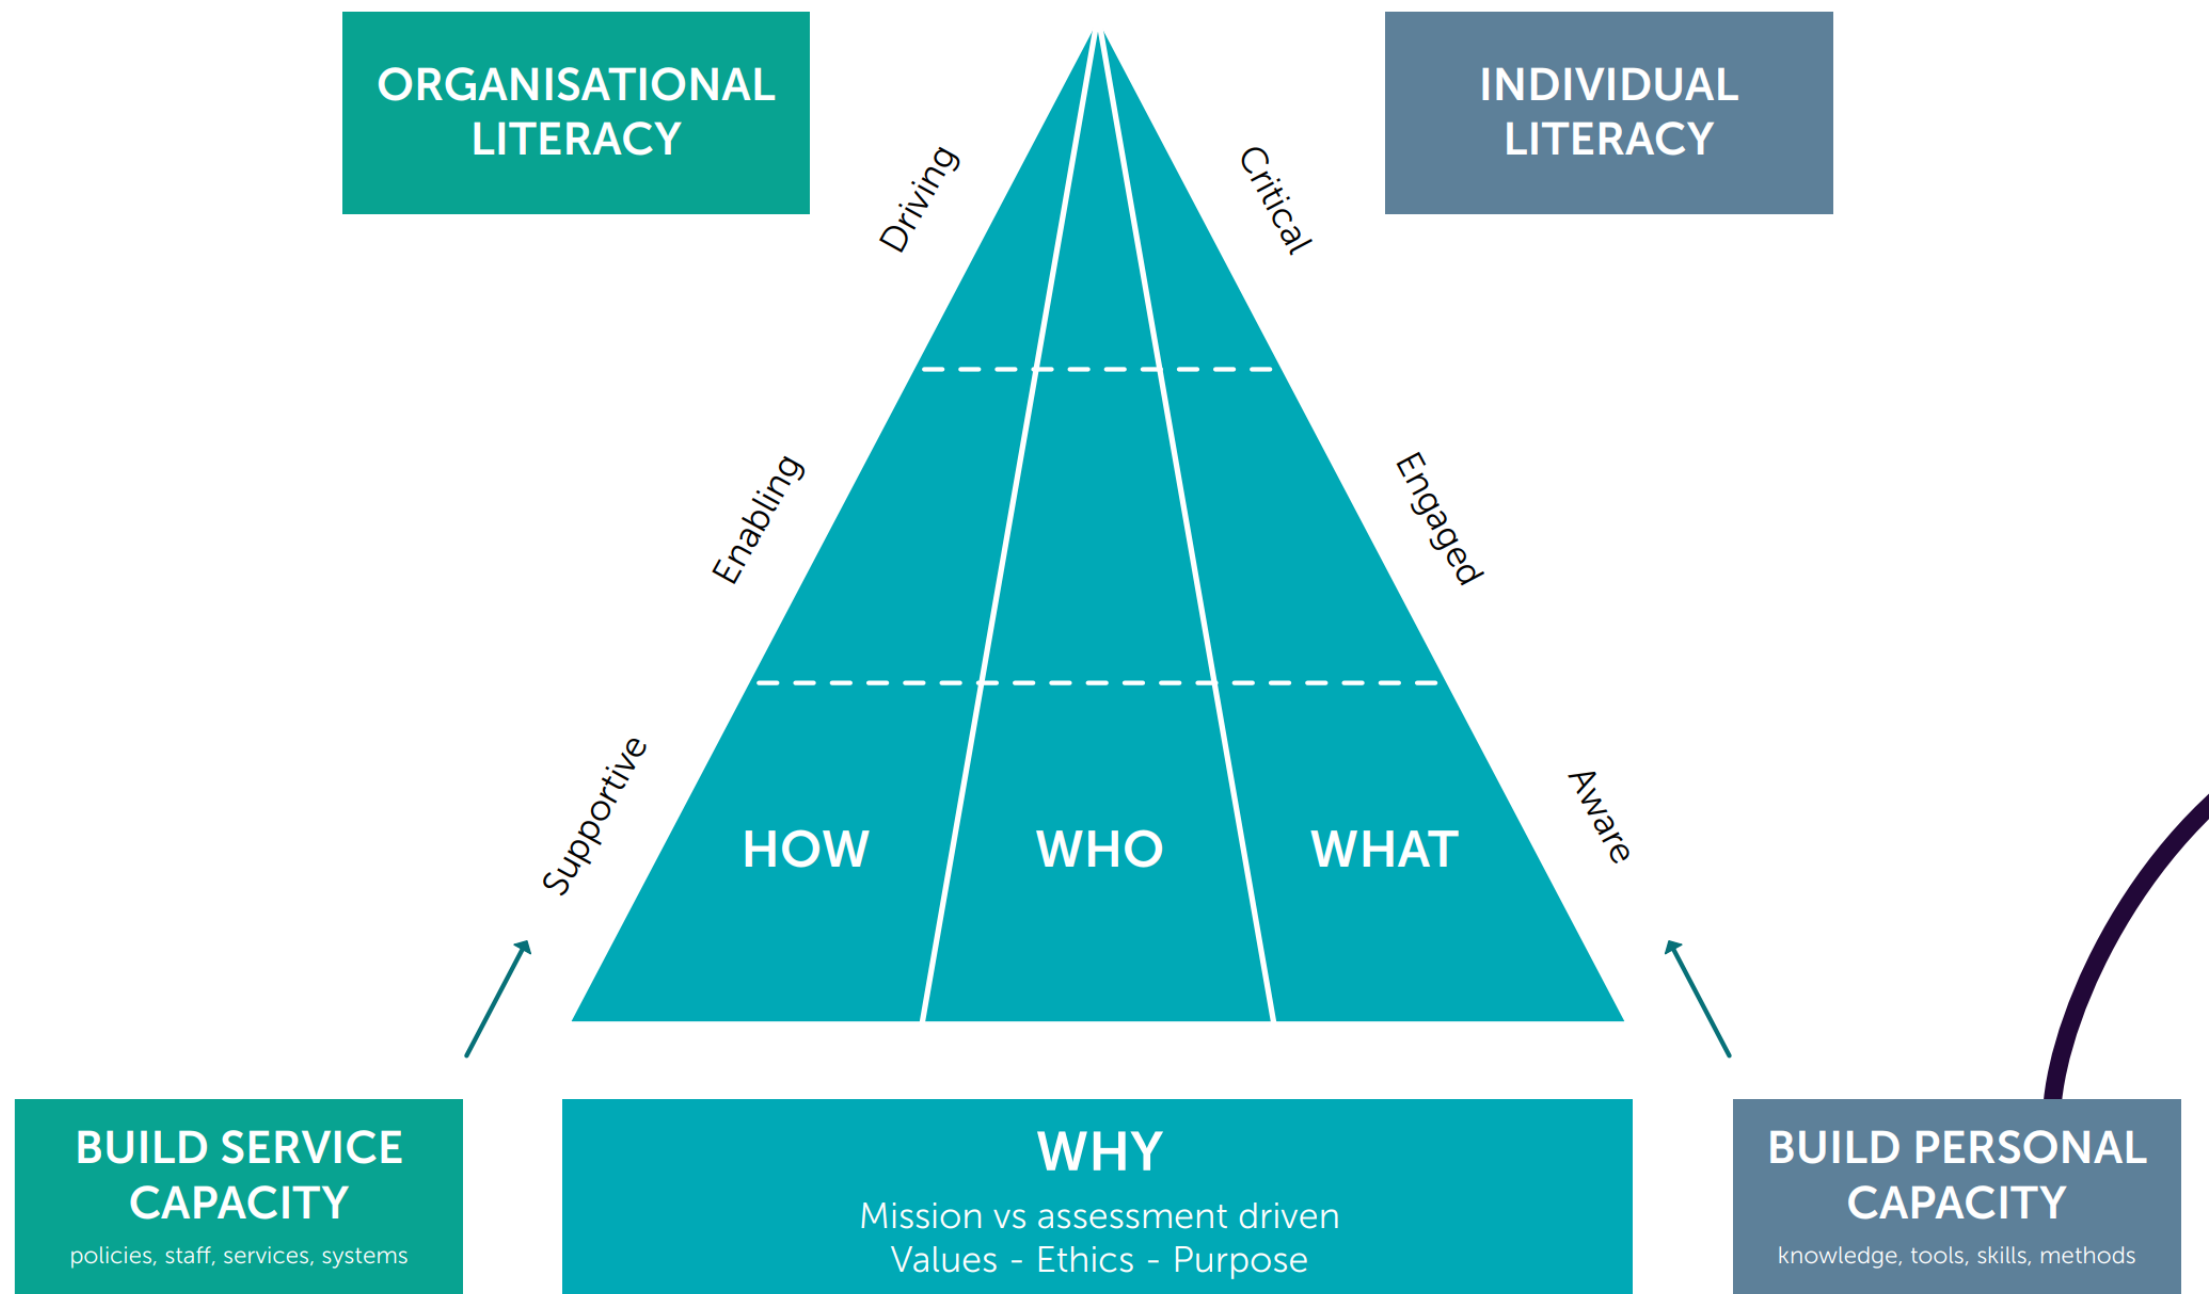 ORGANISATIONAL
LITERACY
INDIVIDUAL
LITERACY
Driving
Critical
Enabling
Engaged
Supportive
Aware
HOW
WHO
WHAT
BUILD SERVICE
CAPACITY
policies, staff, services, systems
WHY
Mission vs assessment driven
Values - Ethics - Purpose
BUILD PERSONAL
CAPACITY
knowledge, tools, skills, methods